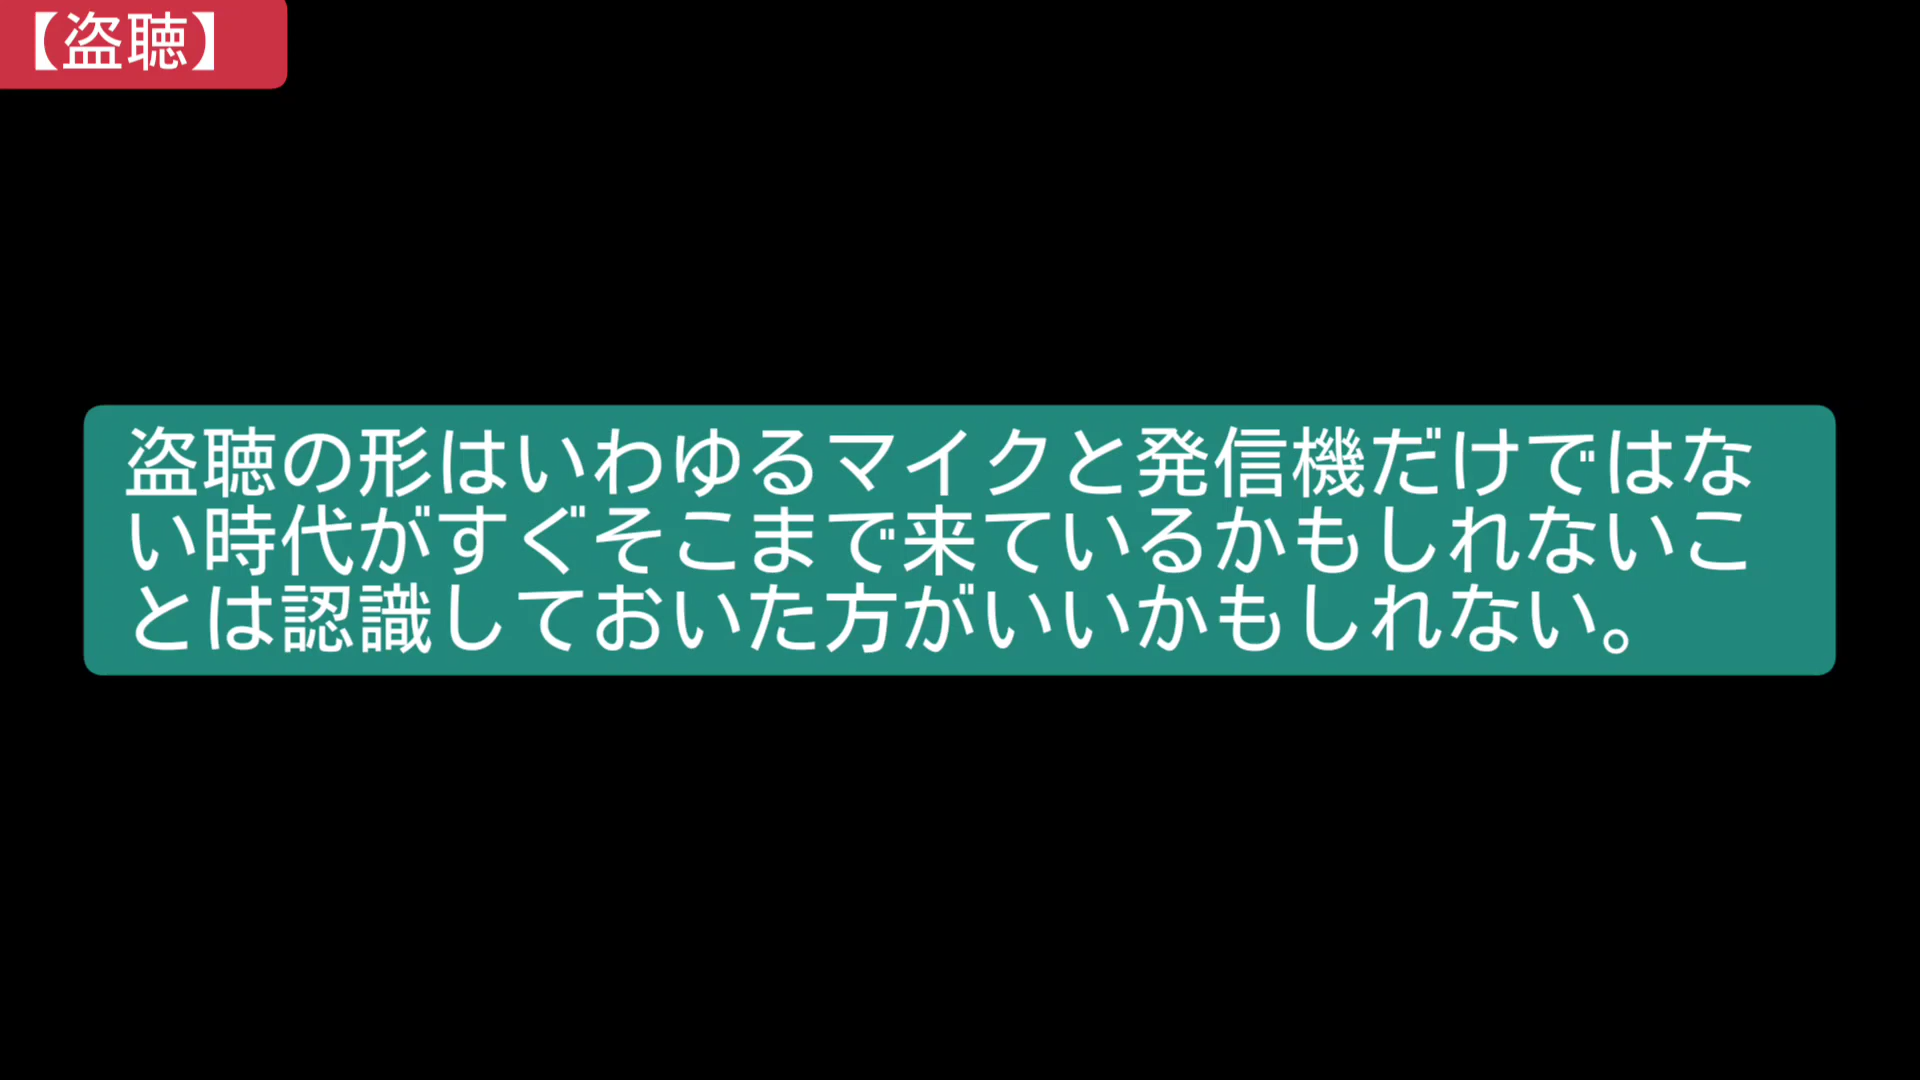 【盗聴】
盗聴の形はいわゆるマイクと発信機だけではな
い時代がすぐそこまで来ているかもしれないこ
とは認識しておいた方がいいかもしれない。